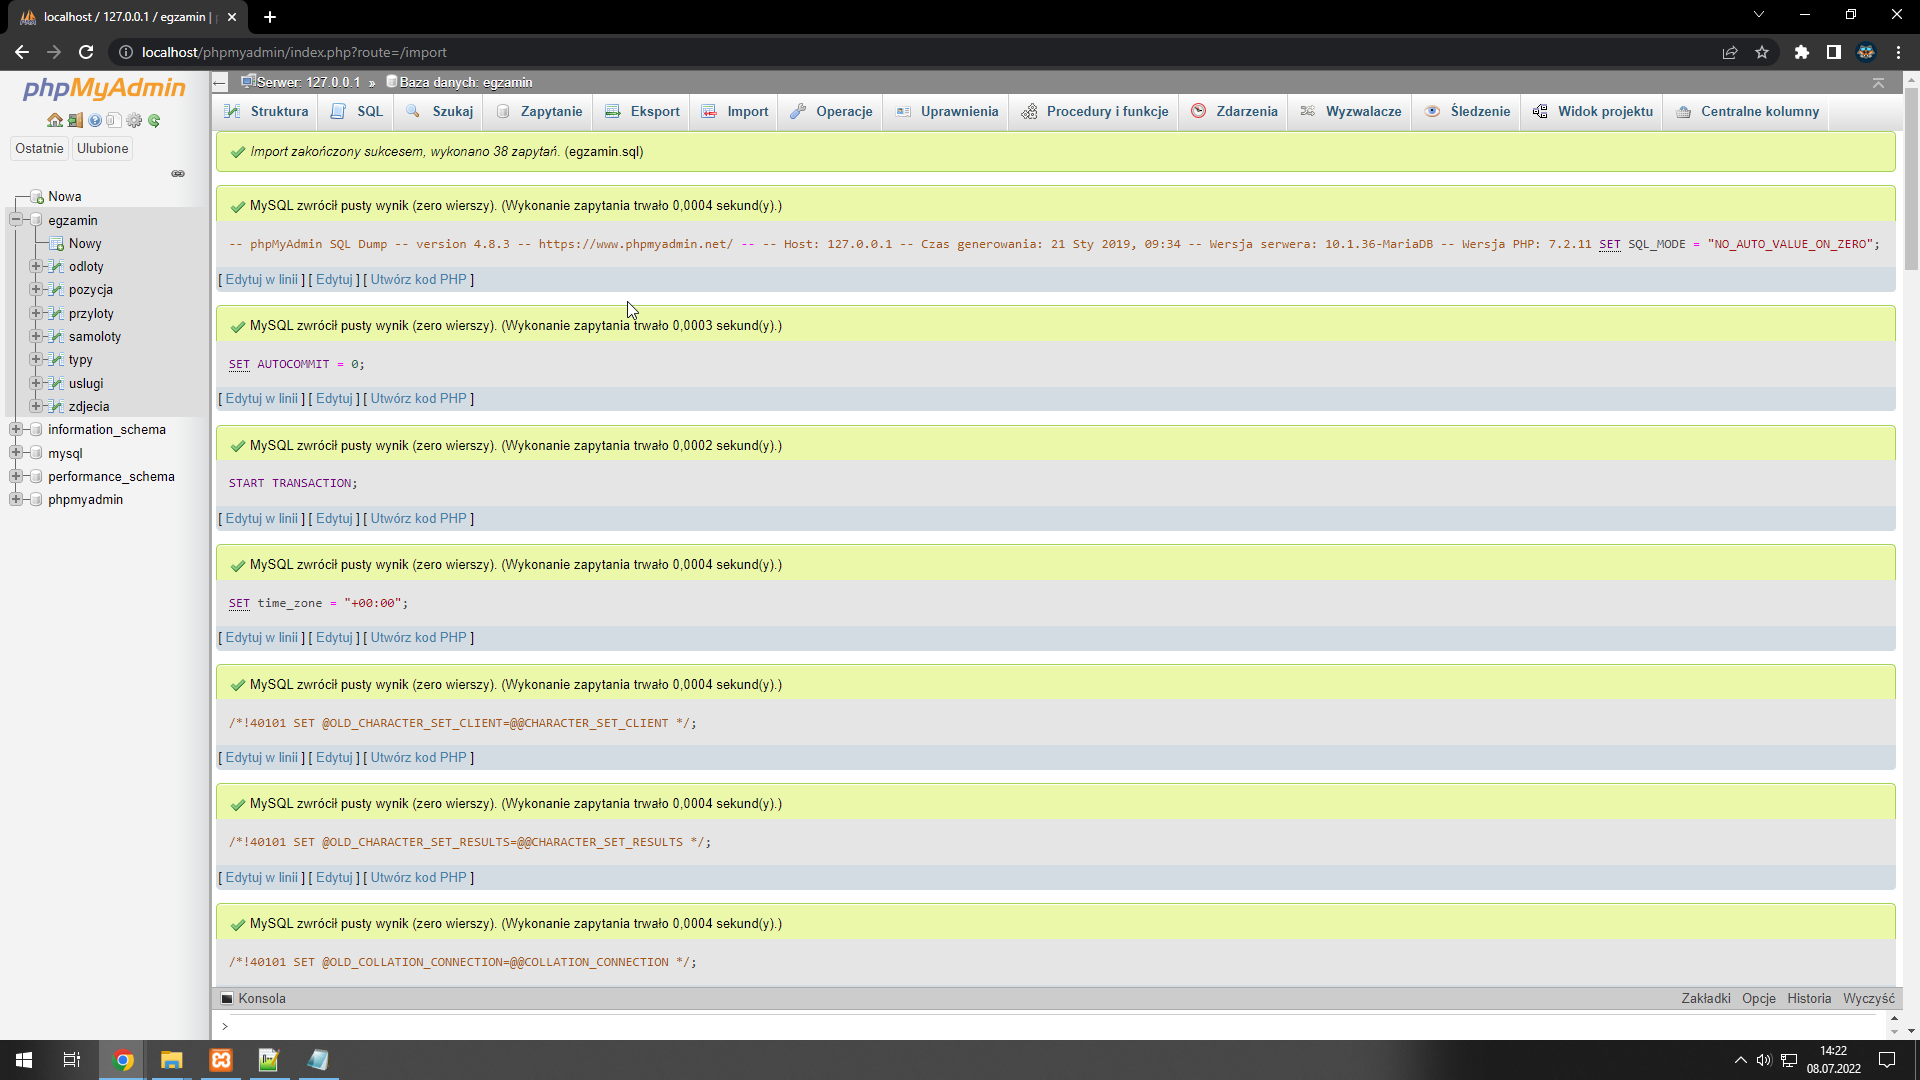 localhost / 127.0.0.1 / egzamin |
localhost/phpmyadmin/index.php?route=/import
phpMyAdmin
Ostatnie Ulubione
Nowa
egzamin
Nowy
odloty
pozycja
przyloty
samoloty
typy
uslugi
zdjecia
information_schema
mysql
performance_schema
phpmyadmin
Serwer: 127.0.0.1 » Baza danych: egzamin
Struktura SQL Szukaj Zapytanie Eksport Import Operacje Uprawnienia Procedury i funkcje Zdarzenia Wyzwalacze Śledzenie Widok projektu Centralne kolumny
Import zakończony sukcesem, wykonano 38 zapytań. (egzamin.sql)
MySQL zwrócił pusty wynik (zero wierszy). (Wykonanie zapytania trwało 0,0004 sekund(y).)
-- phpMyAdmin SQL Dump -- version 4.8.3 -- https://www.phpmyadmin.net/ -- -- Host: 127.0.0.1 -- Czas generowania: 21 Sty 2019, 09:34 -- Wersja serwera: 10.1.36-MariaDB -- Wersja PHP: 7.2.11 SET SQL_MODE = "NO_AUTO_VALUE_ON_ZERO";
[ Edytuj w linii ] [ Edytuj ] [ Utwórz kod PHP ]
MySQL zwrócił pusty wynik (zero wierszy). (Wykonanie zapytania trwało 0,0003 sekund(y).)
SET AUTOCOMMIT = 0;
[ Edytuj w linii ] [ Edytuj ] [ Utwórz kod PHP ]
MySQL zwrócił pusty wynik (zero wierszy). (Wykonanie zapytania trwało 0,0002 sekund(y).)
START TRANSACTION;
[ Edytuj w linii ] [ Edytuj ] [ Utwórz kod PHP ]
MySQL zwrócił pusty wynik (zero wierszy). (Wykonanie zapytania trwało 0,0004 sekund(y).)
SET time_zone = "+00:00";
[ Edytuj w linii ] [ Edytuj ] [ Utwórz kod PHP ]
MySQL zwrócił pusty wynik (zero wierszy). (Wykonanie zapytania trwało 0,0004 sekund(y).)
/*!40101 SET @OLD_CHARACTER_SET_CLIENT=@@CHARACTER_SET_CLIENT */;
[ Edytuj w linii ] [ Edytuj ] [ Utwórz kod PHP ]
MySQL zwrócił pusty wynik (zero wierszy). (Wykonanie zapytania trwało 0,0004 sekund(y).)
/*!40101 SET @OLD_CHARACTER_SET_RESULTS=@@CHARACTER_SET_RESULTS */;
[ Edytuj w linii ] [ Edytuj ] [ Utwórz kod PHP ]
MySQL zwrócił pusty wynik (zero wierszy). (Wykonanie zapytania trwało 0,0004 sekund(y).)
/*!40101 SET @OLD_COLLATION_CONNECTION=@@COLLATION_CONNECTION */;
Konsola Zakładki Opcje Historia Wyczyść
>
14:22
08.07.2022